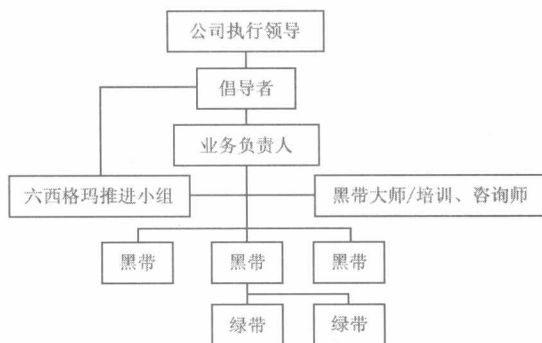 公司执行领导
倡导者
业务负责人
六西格玛推进小组
黑带大师/培训、咨询师
黑带
黑带
黑带
绿带
绿带